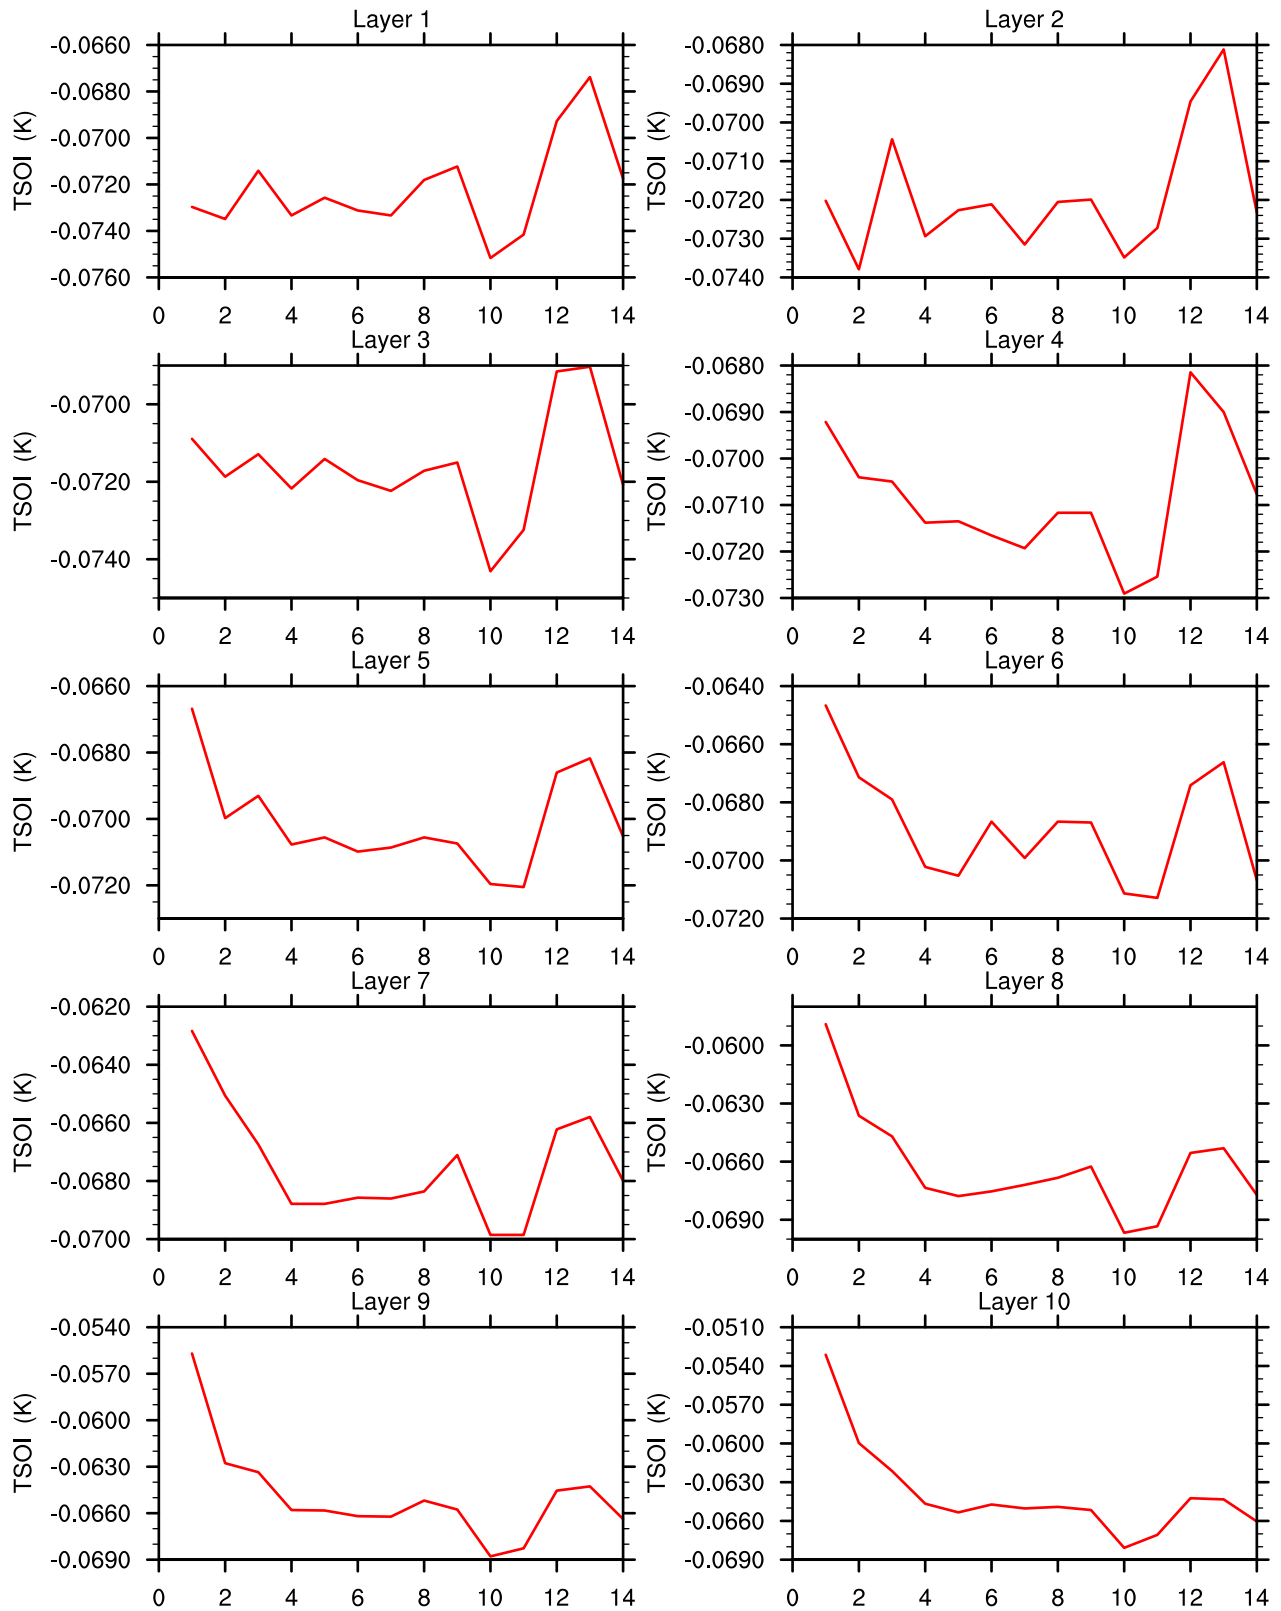 Layer 1
TSOI (K)
-0.0660
-0.0680
-0.0700
-0.0720
-0.0740
-0.0760
0 2 4 6 8 10 12 14
Layer 2
TSOI (K)
-0.0680
-0.0690
-0.0700
-0.0710
-0.0720
-0.0730
-0.0740
0 2 4 6 8 10 12 14
Layer 3
TSOI (K)
-0.0700
-0.0720
-0.0740
0 2 4 6 8 10 12 14
Layer 4
TSOI (K)
-0.0680
-0.0690
-0.0700
-0.0710
-0.0720
-0.0730
0 2 4 6 8 10 12 14
Layer 5
TSOI (K)
-0.0660
-0.0680
-0.0700
-0.0720
0 2 4 6 8 10 12 14
Layer 6
TSOI (K)
-0.0640
-0.0660
-0.0680
-0.0700
-0.0720
0 2 4 6 8 10 12 14
Layer 7
TSOI (K)
-0.0620
-0.0640
-0.0660
-0.0680
-0.0700
0 2 4 6 8 10 12 14
Layer 8
TSOI (K)
-0.0600
-0.0630
-0.0660
-0.0690
0 2 4 6 8 10 12 14
Layer 9
TSOI (K)
-0.0540
-0.0570
-0.0600
-0.0630
-0.0660
-0.0690
0 2 4 6 8 10 12 14
Layer 10
TSOI (K)
-0.0510
-0.0540
-0.0570
-0.0600
-0.0630
-0.0660
-0.0690
0 2 4 6 8 10 12 14